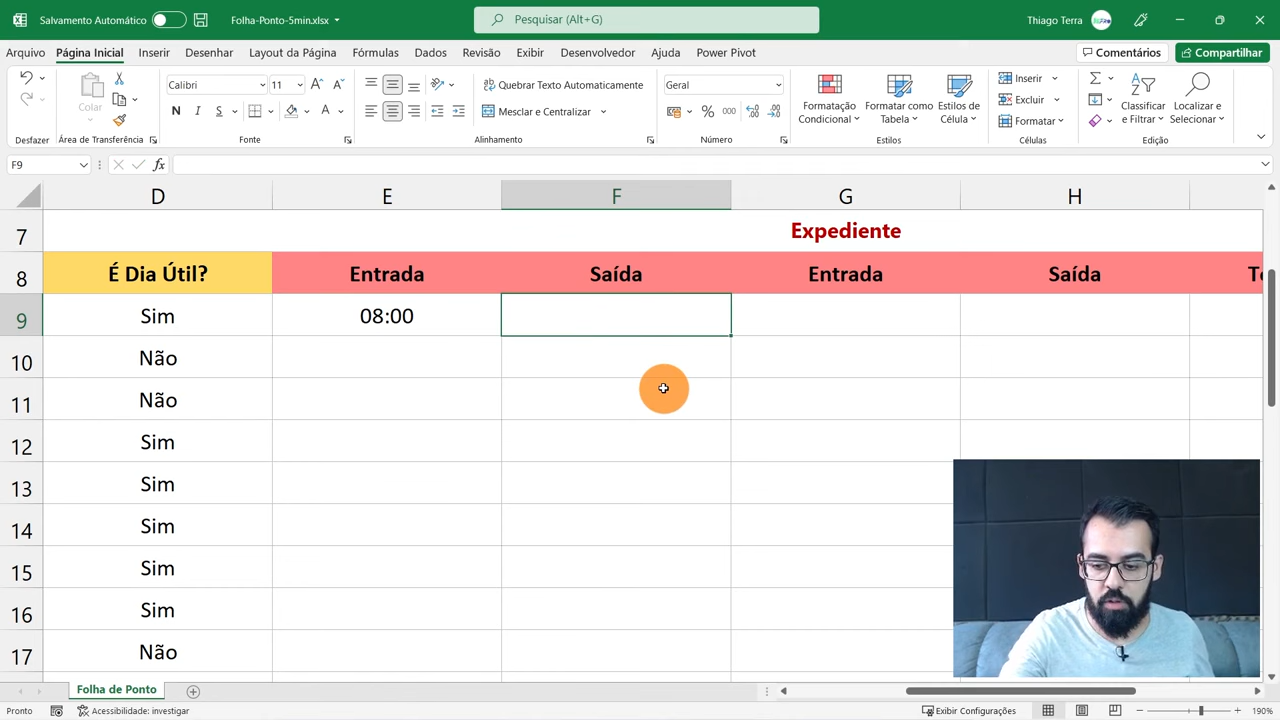 Salvamento Automático
Folha-Ponto-5min.xlsx
Pesquisar (Alt+G)
Thiago Terra
Arquivo Página Inicial Inserir Desenhar Layout da Página Fórmulas Dados Revisão Exibir Desenvolvedor Ajuda Power Pivot
Comentários Compartilhar
Calibri 11 Quebrar Texto Automaticamente Geral Inserir
Colar N I S Mesclar e Centralizar % 000 Formatação Condicional Formatar como Tabela Estilos de Célula Excluir Formatar Classificar e Filtrar Localizar e Selecionar
Desfazer Área de Transferência Fonte Alinhamento Número Estilos Células Edição
F9 fx
D E F G H
7 Expediente
8 É Dia Útil? Entrada Saída Entrada Saída
9 Sim 08:00
10 Não
11 Não
12 Sim
13 Sim
14 Sim
15 Sim
16 Sim
17 Não
Folha de Ponto
Pronto Acessibilidade: investigar Exibir Configurações 190%